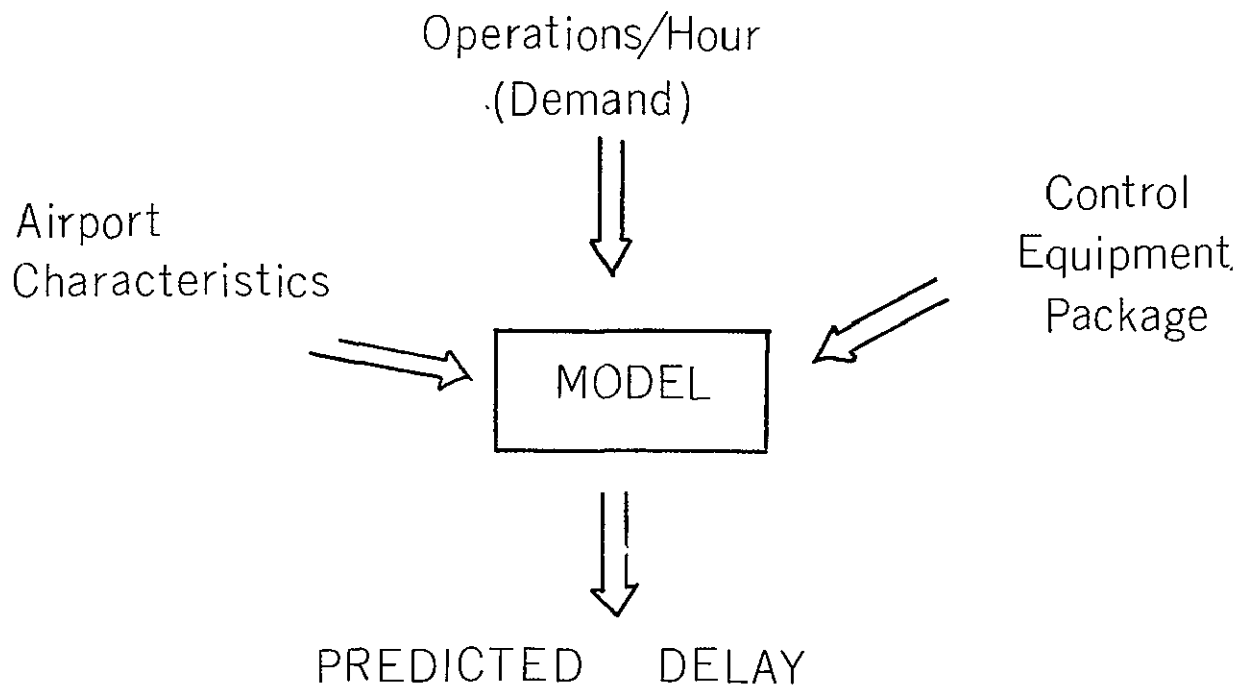 Operations/Hour
(Demand)
Airport
Characteristics
Control
Equipment
Package
MODEL
PREDICTED DELAY